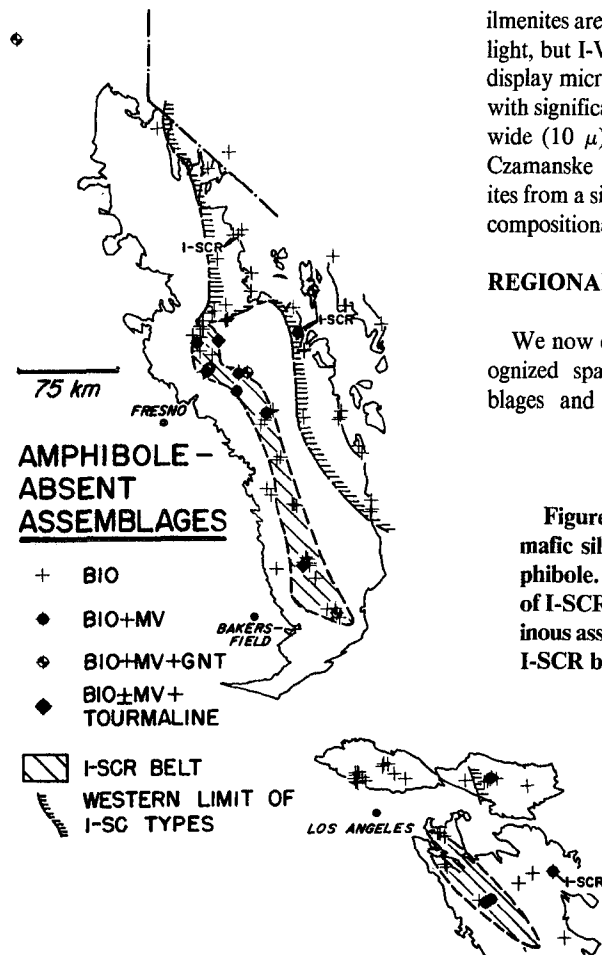 ilmenites are
light, but I-V
display micr
with significa
wide (10 μ)
Czamanske
ites from a si
compositiona
REGIONA
We now
ognized spa
blages and
Figure
mafic sil
phibole.
of I-SCR
inous ass
I-SCR b
I-SCR
I-SCR
75 km
FRESNO
AMPHIBOLE-
ABSENT
ASSEMBLAGES
BIO
BIO+MV
BIO+MV+GNT
BIO±MV+
TOURMALINE
BAKERS-
FIELD
I-SCR BELT
WESTERN LIMIT OF
I-SC TYPES
LOS ANGELES
I-SCR